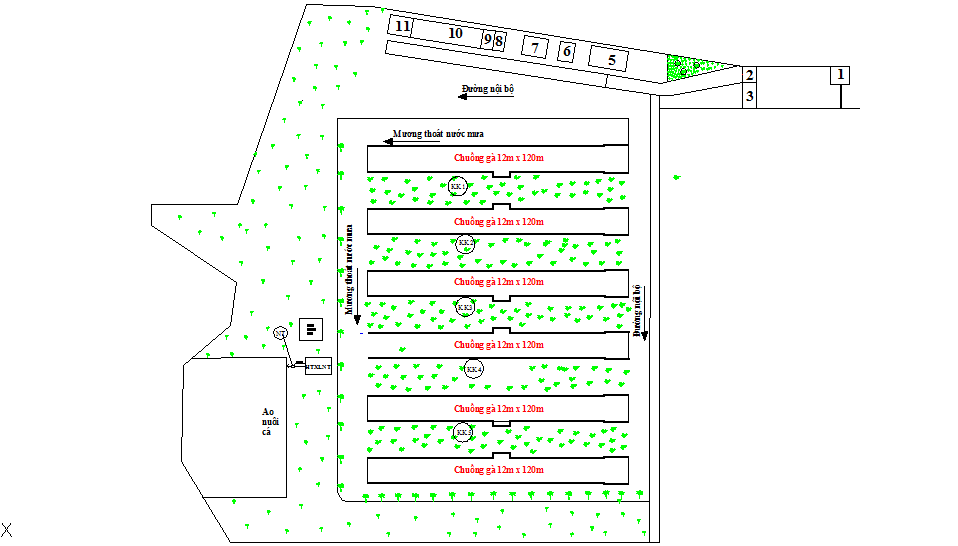 11
10
9
8
7
6
5
2
1
3
Đường nội bộ
Mương thoát nước mưa
Chuồng gà 12m x 120m
KK1
Chuồng gà 12m x 120m
KK2
Mương thoát nước mưa
Chuồng gà 12m x 120m
KK3
Đường nội bộ
NT
Chuồng gà 12m x 120m
HTXLNT
KK4
Chuồng gà 12m x 120m
Ao
nuôi
cá
KK5
Chuồng gà 12m x 120m
X